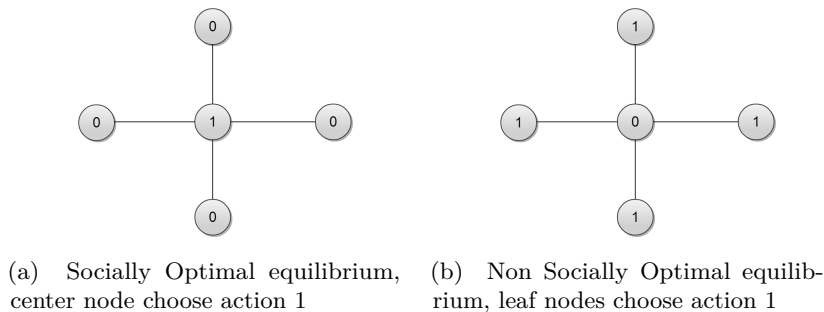 0
0 1 0
0
1
1 0 1
1
(a) Socially Optimal equilibrium,
center node choose action 1
(b) Non Socially Optimal equilib-
rium, leaf nodes choose action 1